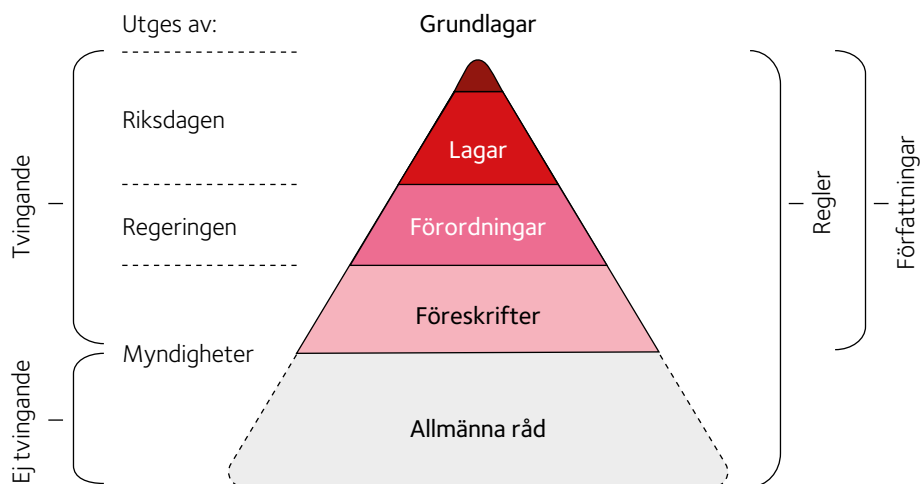 Utges av:
Grundlagar
Riksdagen
Lagar
Regeringen
Förordningar
Föreskrifter
Myndigheter
Allmänna råd
Tvingande
Ej tvingande
Regler
Författningar